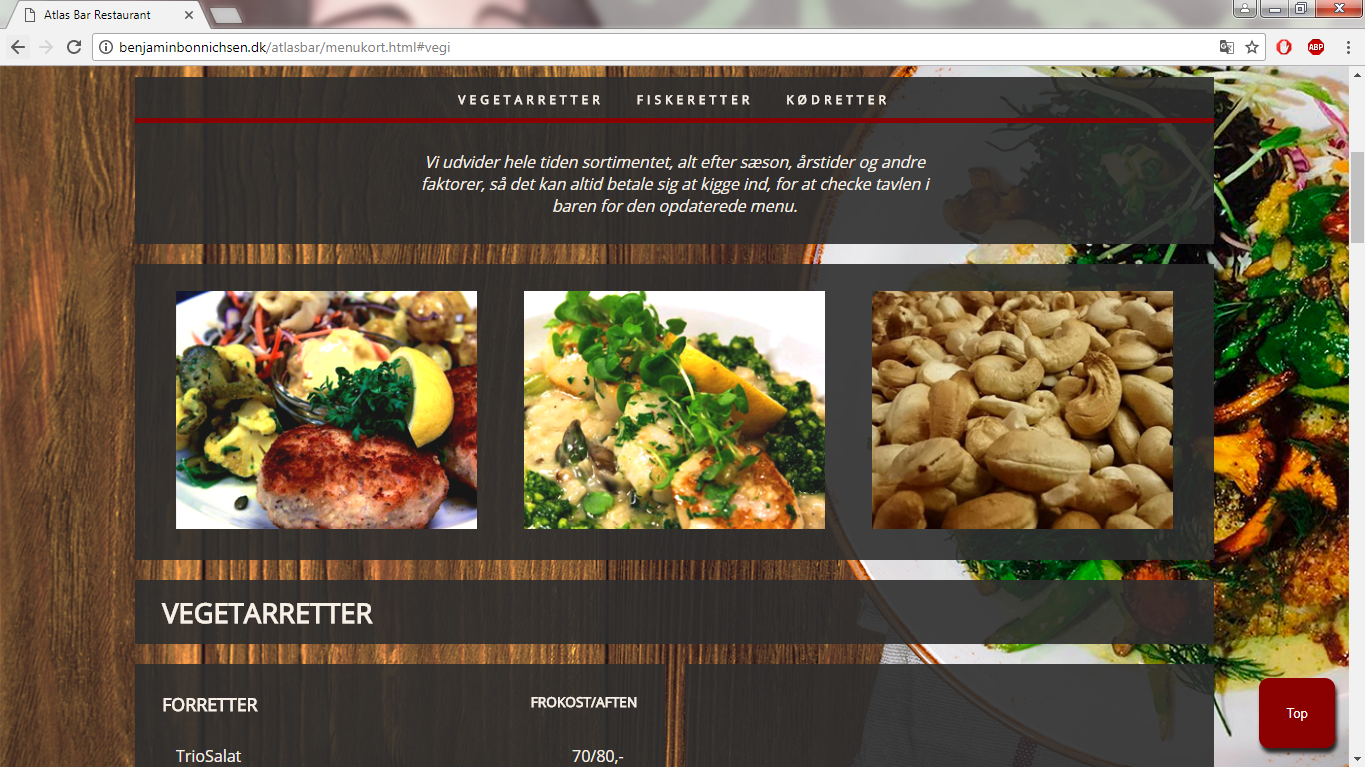 Atlas Bar Restaurant
benjaminbonnichsen.dk/atlasbar/menukort.html#vegi
ABP
VEGETARRETTER FISKERETTER KØDRETTER
Vi udvider hele tiden sortimentet, alt efter sæson, årstider og andre
faktorer, så det kan altid betale sig at kigge ind, for at checke tavlen i
baren for den opdaterede menu.
VEGETARRETTER
FORRETTER FROKOST/AFTEN
TrioSalat 70/80,-
Top